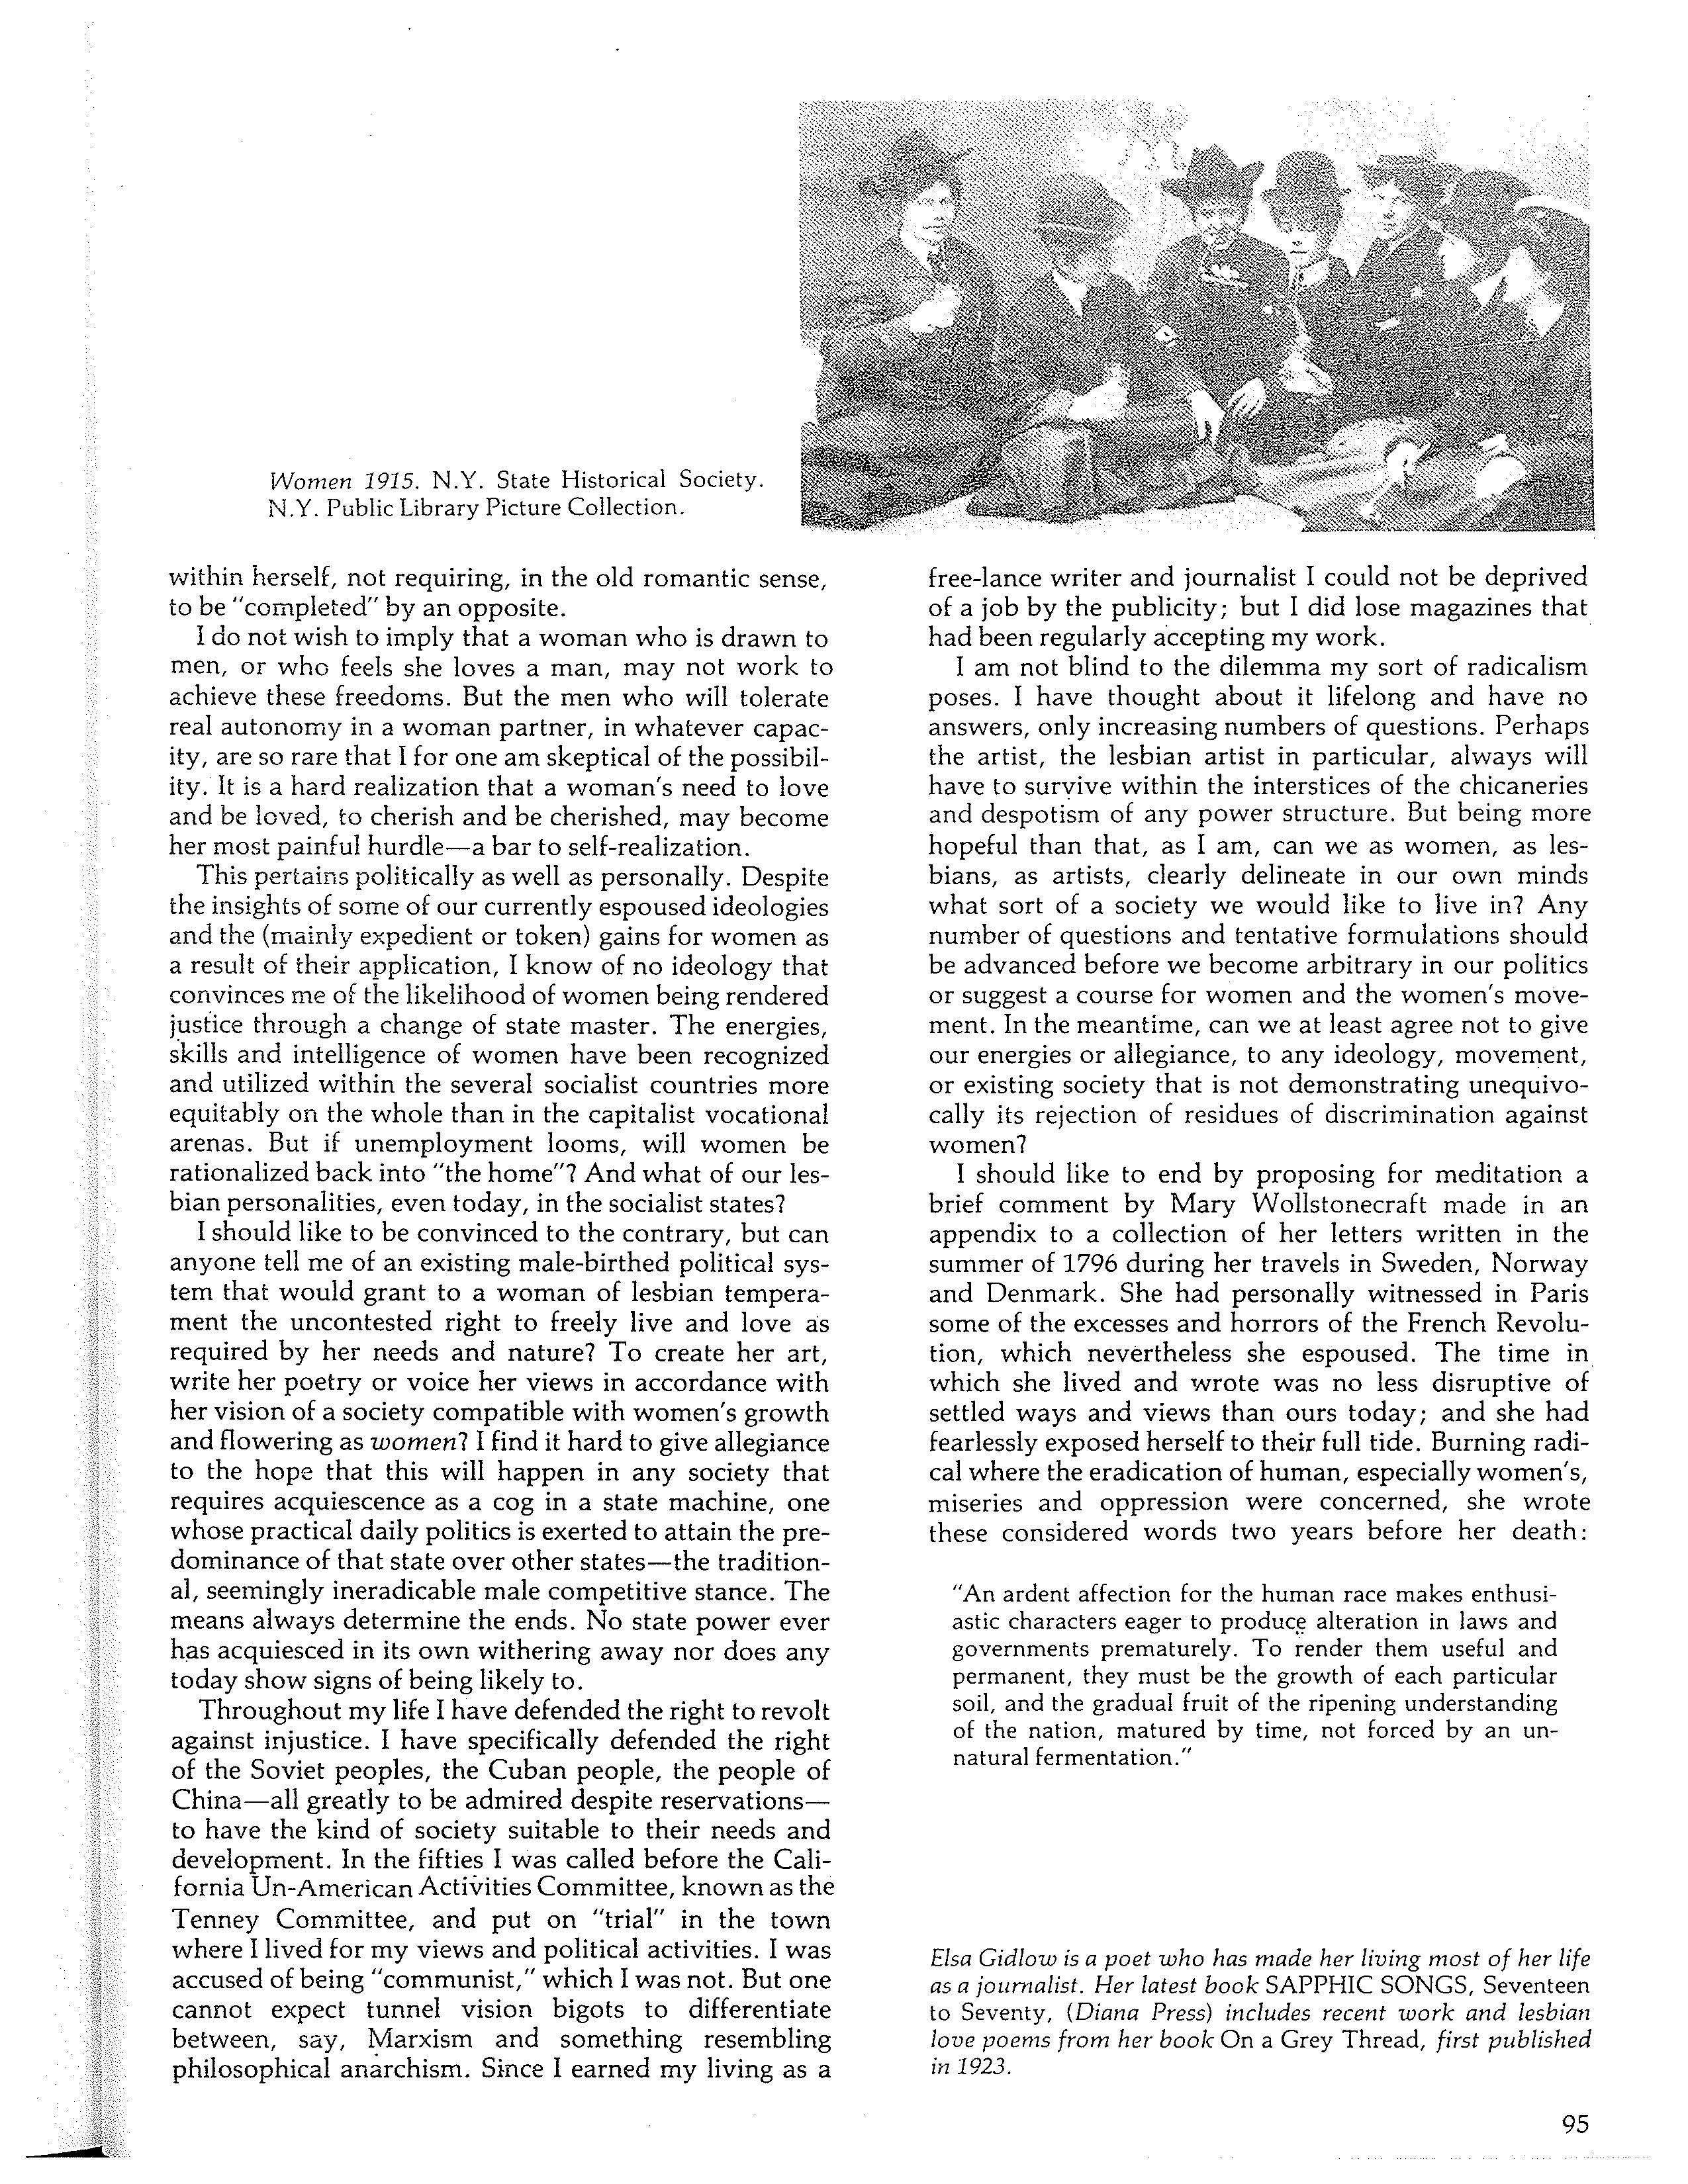 Women 1915. N.Y. State Historical Society.
N.Y. Public Library Picture Collection.
within herself, not requiring, in the old romantic sense,
to be "completed" by an opposite.
I do not wish to imply that a woman who is drawn to
men, or who feels she loves a man, may not work to
achieve these freedoms. But the men who will tolerate
real autonomy in a woman partner, in whatever capac-
ity, are so rare that I for one am skeptical of the possibil-
ity. It is a hard realization that a woman's need to love
and be loved, to cherish and be cherished, may become
her most painful hurdle—a bar to self-realization.
This pertains politically as well as personally. Despite
the insights of some of our currently espoused ideologies
and the (mainly expedient or token) gains for women as
a result of their application, I know of no ideology that
convinces me of the likelihood of women being rendered
justice through a change of state master. The energies,
skills and intelligence of women have been recognized
and utilized within the several socialist countries more
equitably on the whole than in the capitalist vocational
arenas. But if unemployment looms, will women be
rationalized back into "the home"? And what of our les-
bian personalities, even today, in the socialist states?
I should like to be convinced to the contrary, but can
anyone tell me of an existing male-birthed political sys-
tem that would grant to a woman of lesbian tempera-
ment the uncontested right to freely live and love as
required by her needs and nature? To create her art,
write her poetry or voice her views in accordance with
her vision of a society compatible with women's growth
and flowering as women? I find it hard to give allegiance
to the hope that this will happen in any society that
requires acquiescence as a cog in a state machine, one
whose practical daily politics is exerted to attain the pre-
dominance of that state over other states—the tradition-
al, seemingly ineradicable male competitive stance. The
means always determine the ends. No state power ever
has acquiesced in its own withering away nor does any
today show signs of being likely to.
Throughout my life I have defended the right to revolt
against injustice. I have specifically defended the right
of the Soviet peoples, the Cuban people, the people of
China—all greatly to be admired despite reservations—
to have the kind of society suitable to their needs and
development. In the fifties I was called before the Cali-
fornia Un-American Activities Committee, known as the
Tenney Committee, and put on "trial" in the town
where I lived for my views and political activities. I was
accused of being "communist," which I was not. But one
cannot expect tunnel vision bigots to differentiate
between, say, Marxism and something resembling
philosophical anarchism. Since I earned my living as a
free-lance writer and journalist I could not be deprived
of a job by the publicity; but I did lose magazines that
had been regularly accepting my work.
I am not blind to the dilemma my sort of radicalism
poses. I have thought about it lifelong and have no
answers, only increasing numbers of questions. Perhaps
the artist, the lesbian artist in particular, always will
have to survive within the interstices of the chicaneries
and despotism of any power structure. But being more
hopeful than that, as I am, can we as women, as les-
bians, as artists, clearly delineate in our own minds
what sort of a society we would like to live in? Any
number of questions and tentative formulations should
be advanced before we become arbitrary in our politics
or suggest a course for women and the women's move-
ment. In the meantime, can we at least agree not to give
our energies or allegiance, to any ideology, movement,
or existing society that is not demonstrating unequivo-
cally its rejection of residues of discrimination against
women?
I should like to end by proposing for meditation a
brief comment by Mary Wollstonecraft made in an
appendix to a collection of her letters written in the
summer of 1796 during her travels in Sweden, Norway
and Denmark. She had personally witnessed in Paris
some of the excesses and horrors of the French Revolu-
tion, which nevertheless she espoused. The time in
which she lived and wrote was no less disruptive of
settled ways and views than ours today; and she had
fearlessly exposed herself to their full tide. Burning radi-
cal where the eradication of human, especially women's,
miseries and oppression were concerned, she wrote
these considered words two years before her death:
"An ardent affection for the human race makes enthusi-
astic characters eager to produce alteration in laws and
governments prematurely. To render them useful and
permanent, they must be the growth of each particular
soil, and the gradual fruit of the ripening understanding
of the nation, matured by time, not forced by an un-
natural fermentation."
Elsa Gidlow is a poet who has made her living most of her life
as a journalist. Her latest book SAPPHIC SONGS, Seventeen
to Seventy, (Diana Press) includes recent work and lesbian
love poems from her book On a Grey Thread, first published
in 1923.
95